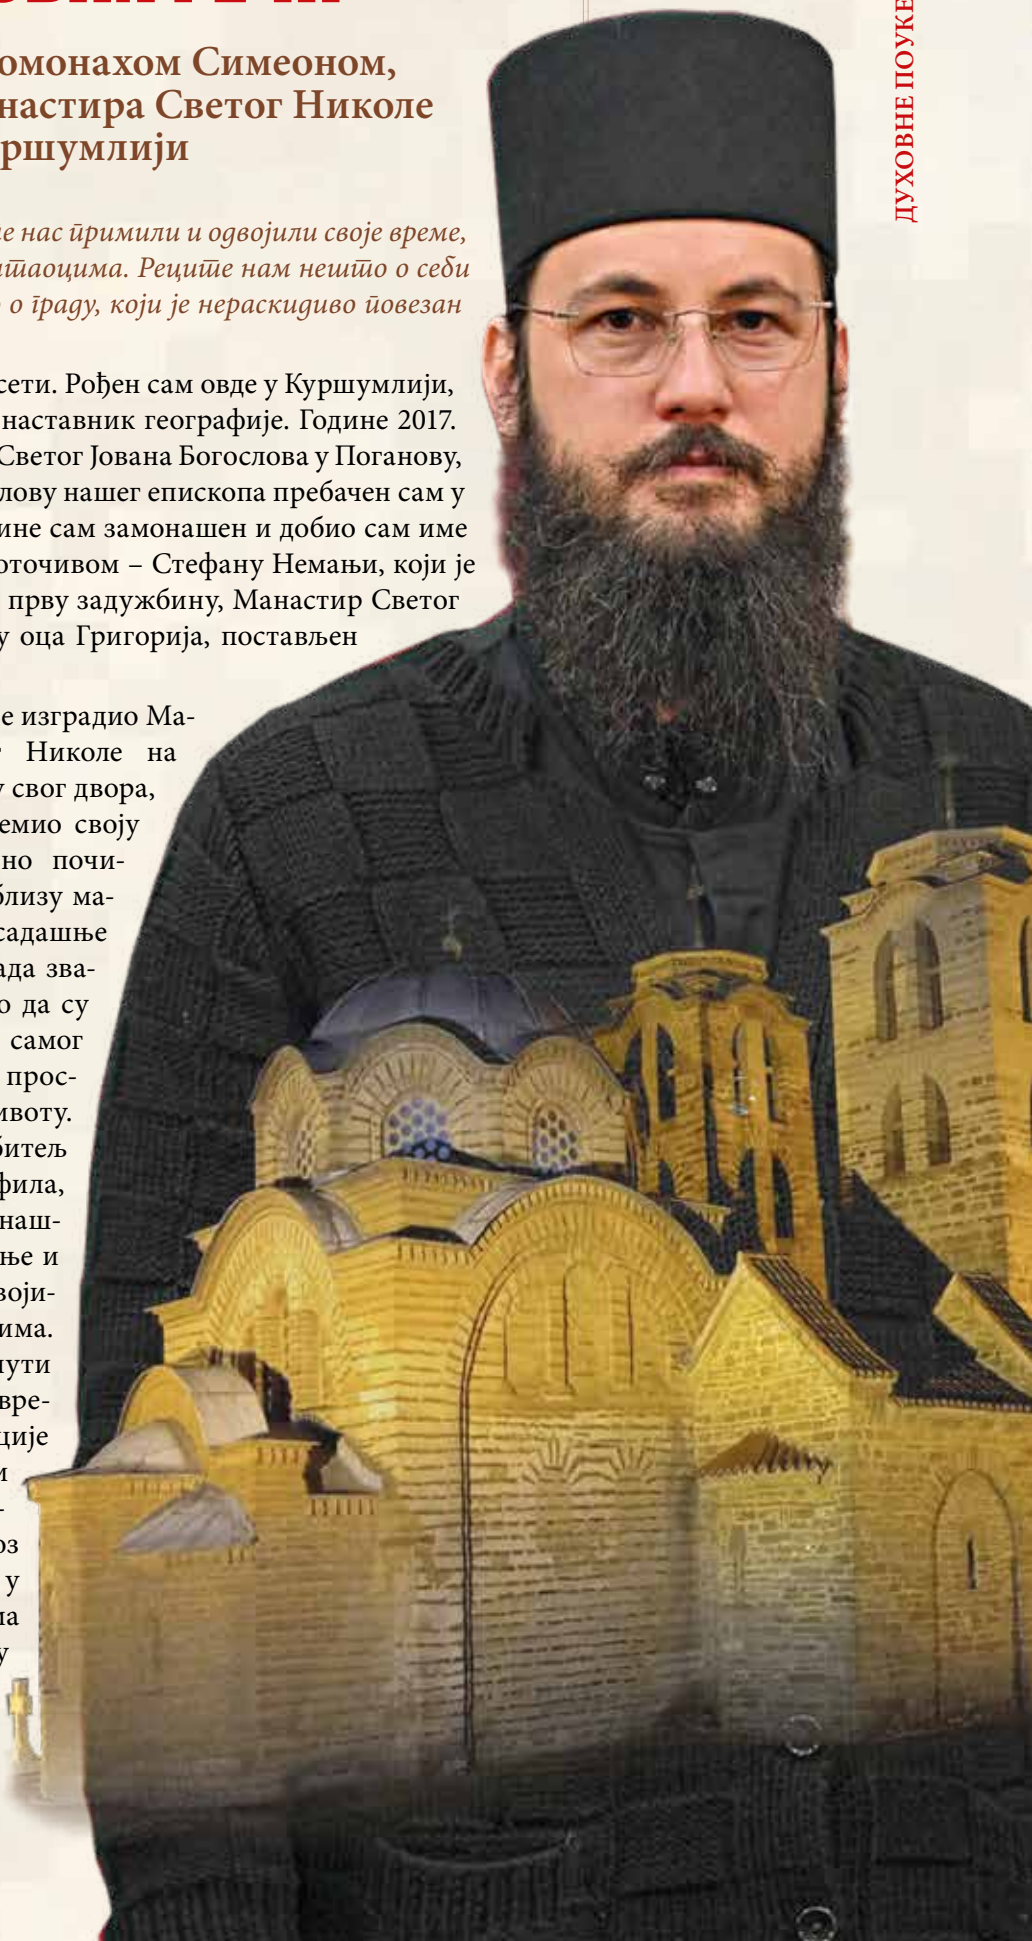 омонахом Симеоном,
настира Светог Николе
ршумлији
ДУХОВНЕ ПОУКЕ
е нас примили и одвојили своје време,
таоцима. Реците нам нешто о себи
о граду, који је нераскидиво повезан
сети. Рођен сам овде у Куршумлији,
наставник географије. Године 2017.
Светог Јована Богослова у Поганову,
лову нашег епископа пребачен сам у
ине сам замонашен и добио сам име
оточивом – Стефану Немањи, који је
прву задужбину, Манастир Светог
у оца Григорија, постављен
е изградио Ма-
Николе на
у свог двора,
емио своју
но почи-
близу ма-
садашње
ада зва-
о да су
самог
прос-
ивоту.
битељ
фила,
наш-
ње и
воји-
има.
ути
вре-
ције
и
-
оз
у
ма
у